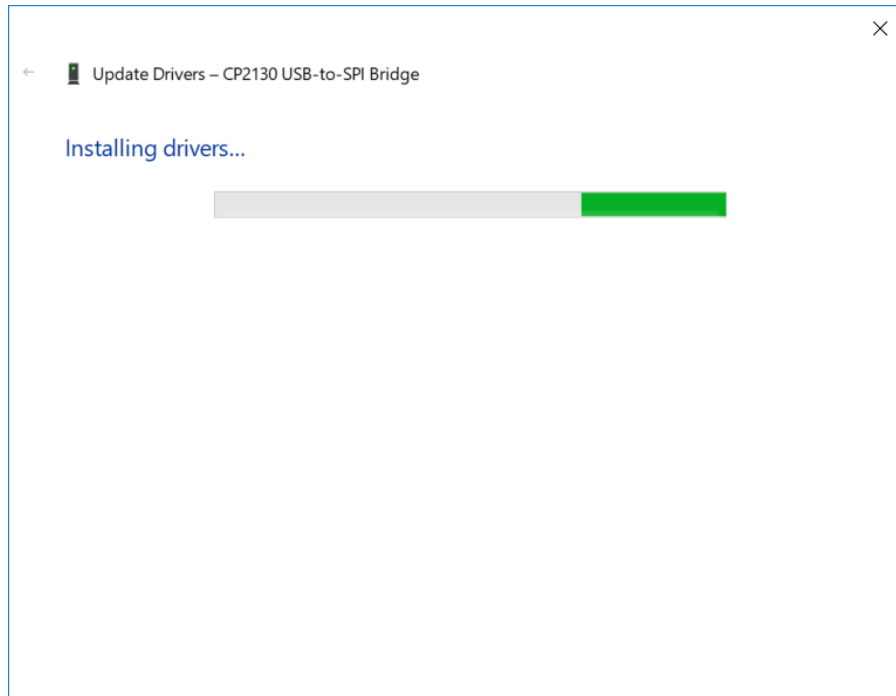 Update Drivers – CP2130 USB-to-SPI Bridge
Installing drivers...